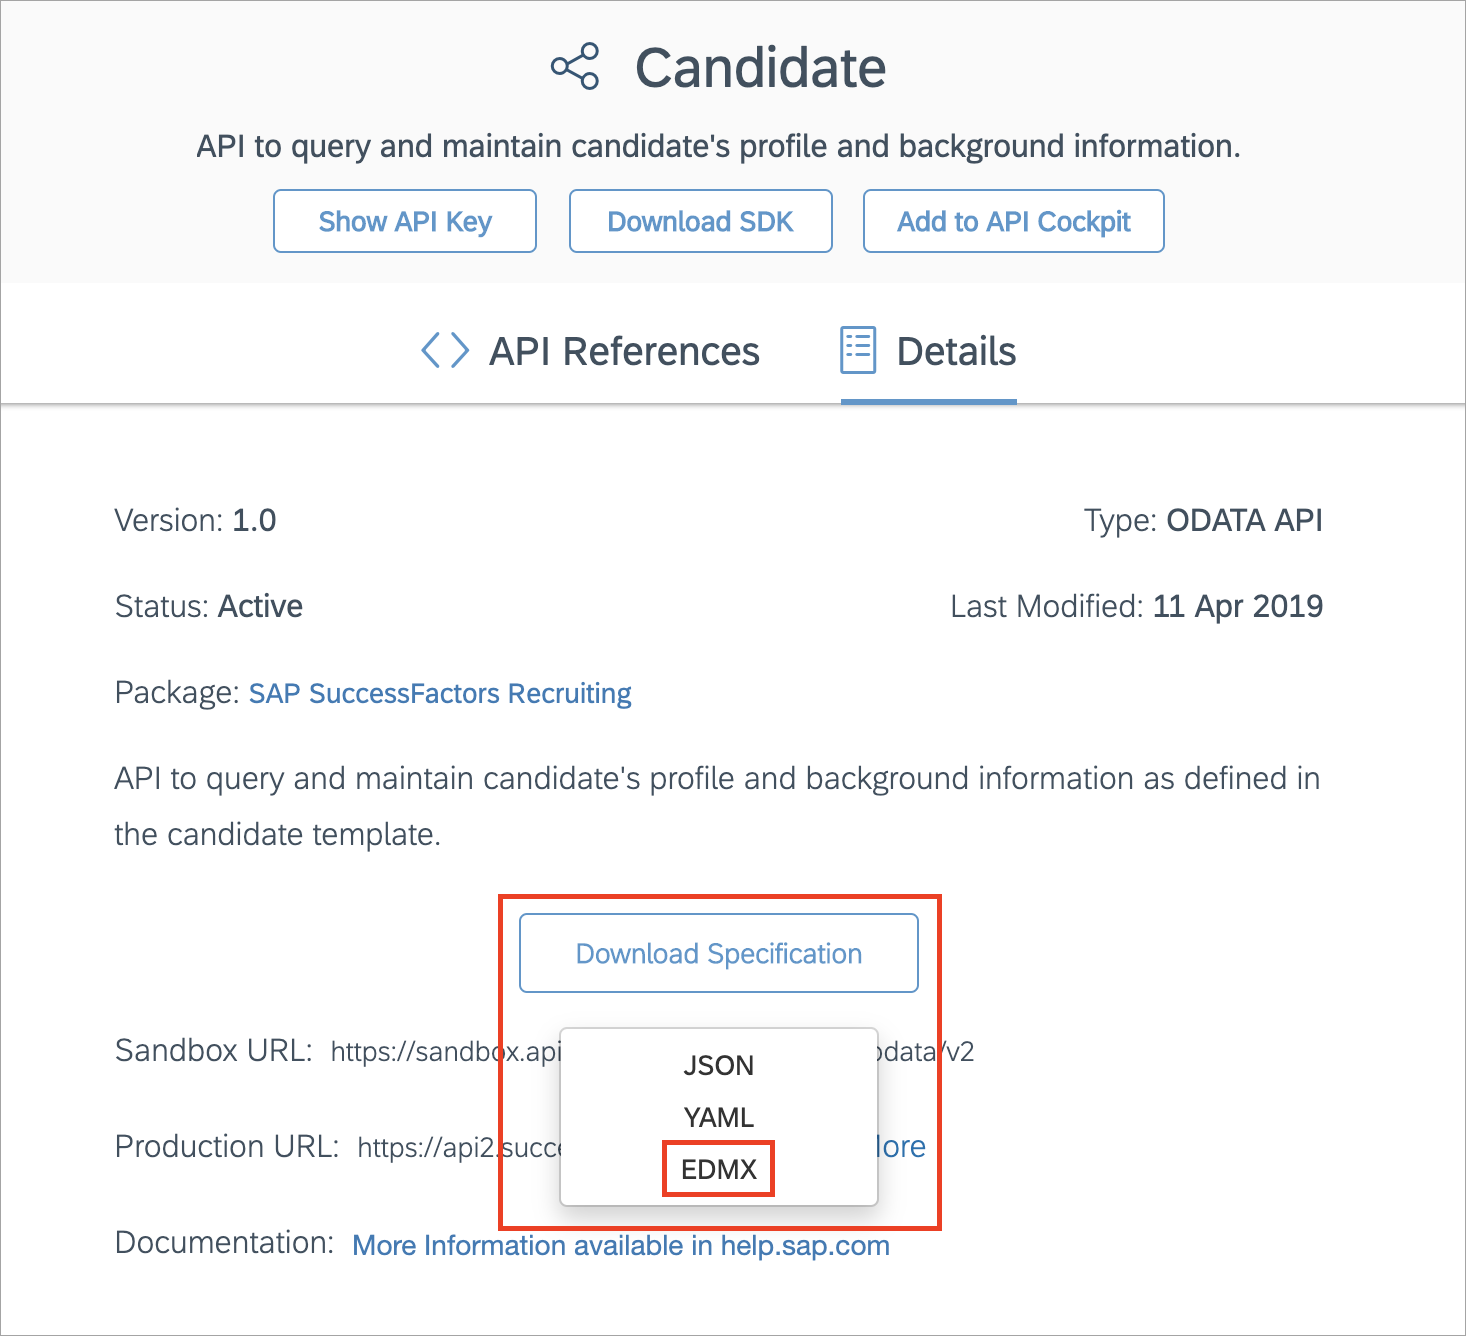 Candidate
API to query and maintain candidate's profile and background information.
Show API Key Download SDK Add to API Cockpit
API References Details
Version: 1.0 Type: ODATA API
Status: Active Last Modified: 11 Apr 2019
Package: SAP SuccessFactors Recruiting
API to query and maintain candidate's profile and background information as defined in
the candidate template.
Download Specification
JSON
YAML
EDMX
Sandbox URL: https://sandbox.api odata/v2
Production URL: https://api2.succe
Documentation: More Information available in help.sap.com